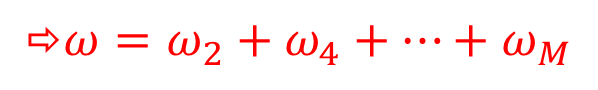 ⇨ω = ω₂ + ω₄ + ⋯ + ω_M